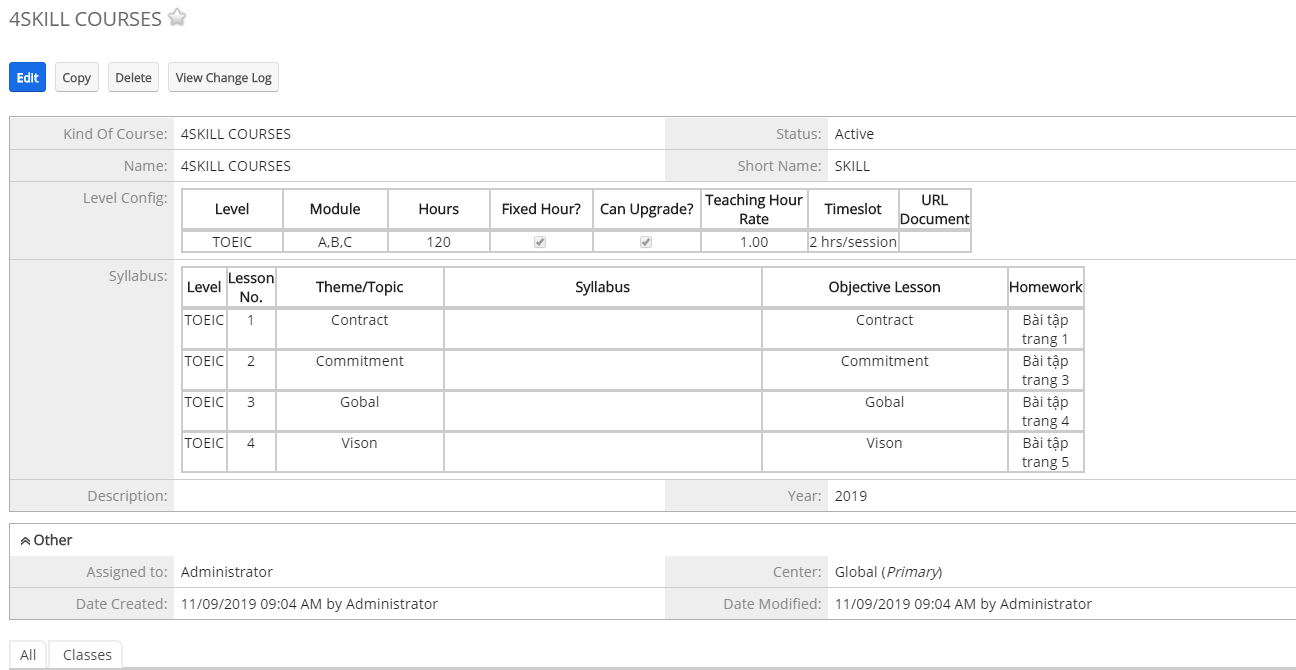 4SKILL COURSES
Edit Copy Delete View Change Log
Kind Of Course: 4SKILL COURSES Status: Active
Name: 4SKILL COURSES Short Name: SKILL
Level Config:
Level Module Hours Fixed Hour? Can Upgrade? Teaching Hour Rate Timeslot URL Document
TOEIC A,B,C 120 1.00 2 hrs/session
Syllabus:
Level Lesson No. Theme/Topic Syllabus Objective Lesson Homework
TOEIC 1 Contract Contract Bài tập trang 1
TOEIC 2 Commitment Commitment Bài tập trang 3
TOEIC 3 Gobal Gobal Bài tập trang 4
TOEIC 4 Vison Vison Bài tập trang 5
Description: Year: 2019
Other
Assigned to: Administrator Center: Global (Primary)
Date Created: 11/09/2019 09:04 AM by Administrator Date Modified: 11/09/2019 09:04 AM by Administrator
All Classes